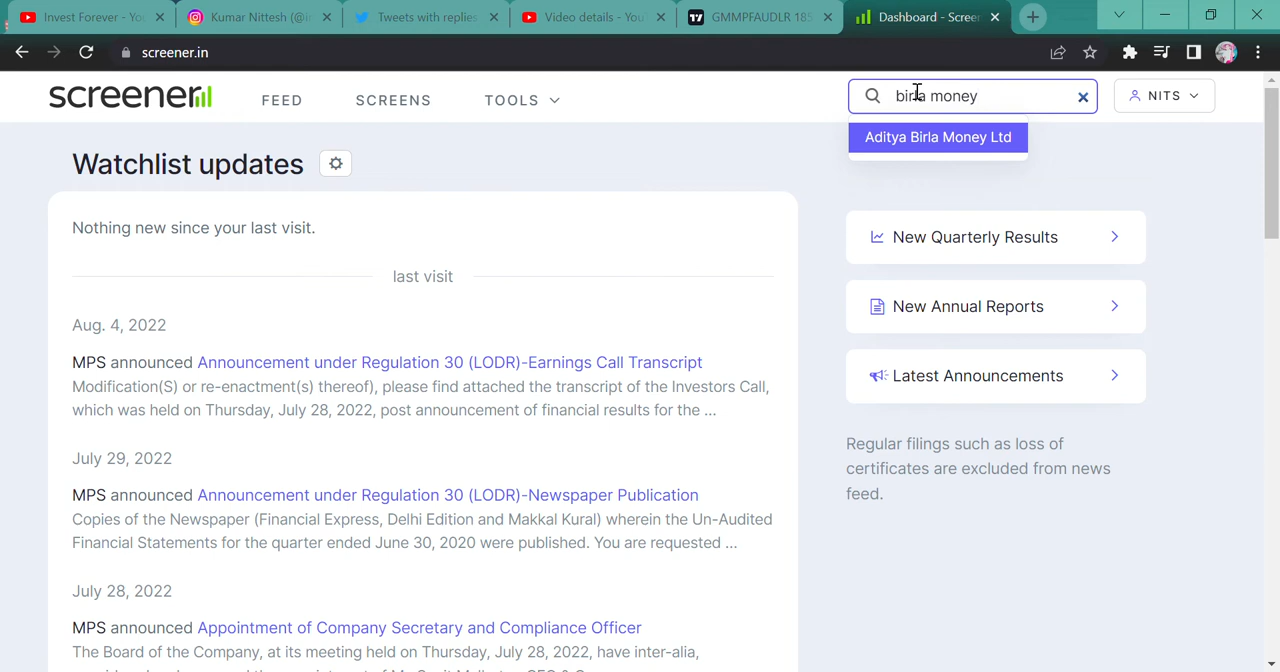 Invest Forever - You
Kumar Nittesh (@in
Tweets with replies
Video details - You
GMMPFAUDLR 185
Dashboard - Screen
screener.in
screener
FEED
SCREENS
TOOLS
birla money
NITS
Aditya Birla Money Ltd
Watchlist updates
Nothing new since your last visit.
last visit
Aug. 4, 2022
MPS announced Announcement under Regulation 30 (LODR)-Earnings Call Transcript
Modification(S) or re-enactment(s) thereof), please find attached the transcript of the Investors Call,
which was held on Thursday, July 28, 2022, post announcement of financial results for the ...
July 29, 2022
MPS announced Announcement under Regulation 30 (LODR)-Newspaper Publication
Copies of the Newspaper (Financial Express, Delhi Edition and Makkal Kural) wherein the Un-Audited
Financial Statements for the quarter ended June 30, 2020 were published. You are requested ...
July 28, 2022
MPS announced Appointment of Company Secretary and Compliance Officer
The Board of the Company, at its meeting held on Thursday, July 28, 2022, have inter-alia,
New Quarterly Results
New Annual Reports
Latest Announcements
Regular filings such as loss of
certificates are excluded from news
feed.